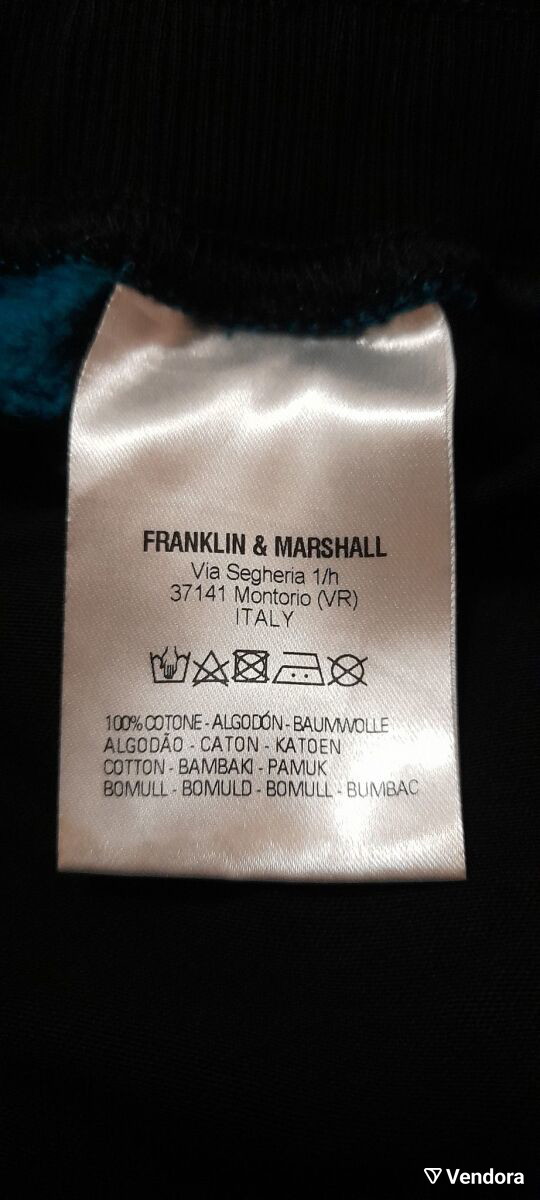 FRANKLIN & MARSHALL
Via Segheria 1/h
37141 Montorio (VR)
ITALY
100% COTONE - ALGODÓN - BAUMWOLLE
ALGODÃO - CATON - KATOEN
COTTON - BAMBAKI - PAMUK
BOMULL - BOMULD - BOMULL - BUMBAC
Vendora